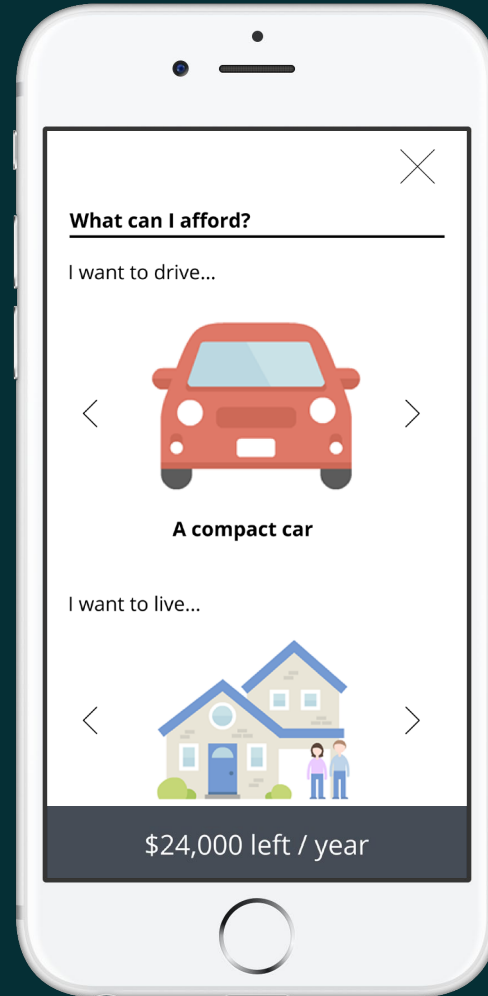 What can I afford?
I want to drive...
A compact car
I want to live...
$24,000 left / year